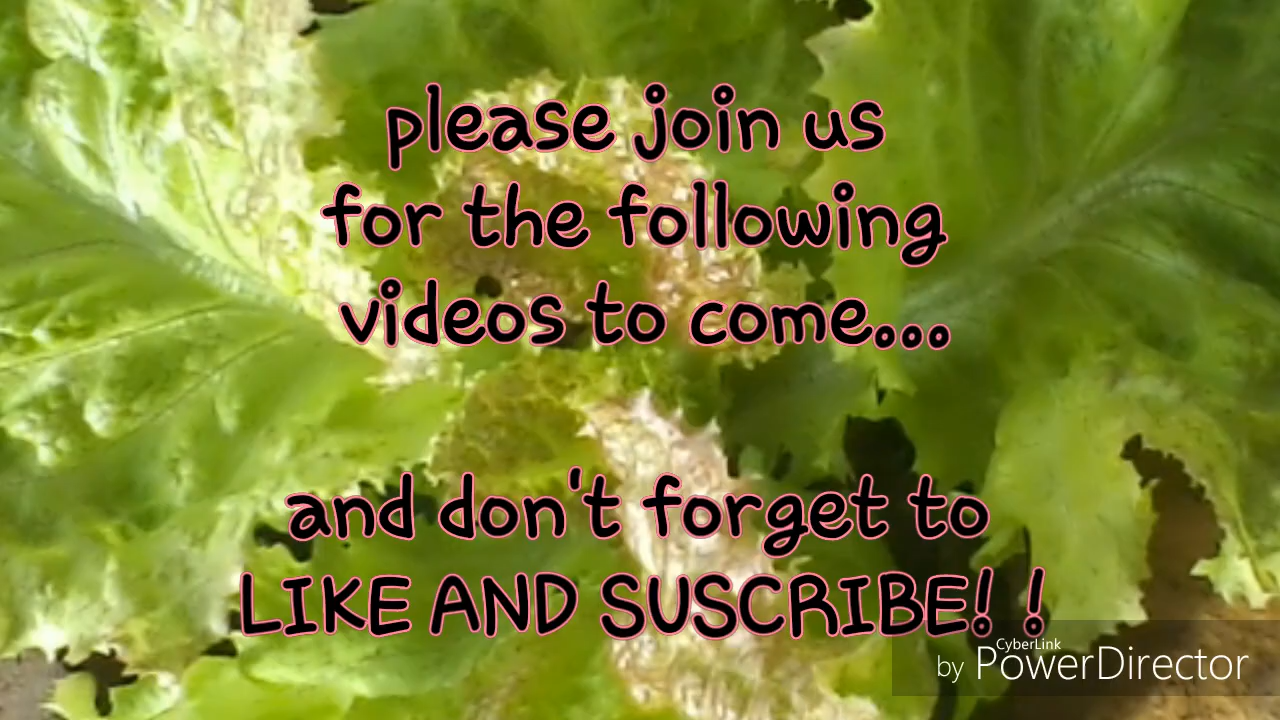 please join us
for the following
videos to come...
and don't forget to
LIKE AND SUSCRIBE! !
CyberLink
by PowerDirector